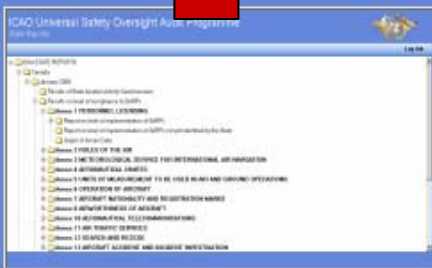 ICAO Universal Safety Oversight Audit Programme
State Reports
Log Out
Canada
Annex 1 PERSONNEL LICENSING
Annex 2 RULES OF THE AIR
Annex 3 METEOROLOGICAL SERVICE FOR INTERNATIONAL AIR NAVIGATION
Annex 4 AERONAUTICAL CHARTS
Annex 5 UNITS OF MEASUREMENT TO BE USED IN AIR AND GROUND OPERATIONS
Annex 6 OPERATION OF AIRCRAFT
Annex 7 AIRCRAFT NATIONALITY AND REGISTRATION MARKS
Annex 8 AIRWORTHINESS OF AIRCRAFT
Annex 10 AERONAUTICAL TELECOMMUNICATIONS
Annex 11 AIR TRAFFIC SERVICES
Annex 12 SEARCH AND RESCUE
Annex 13 AIRCRAFT ACCIDENT AND INCIDENT INVESTIGATION